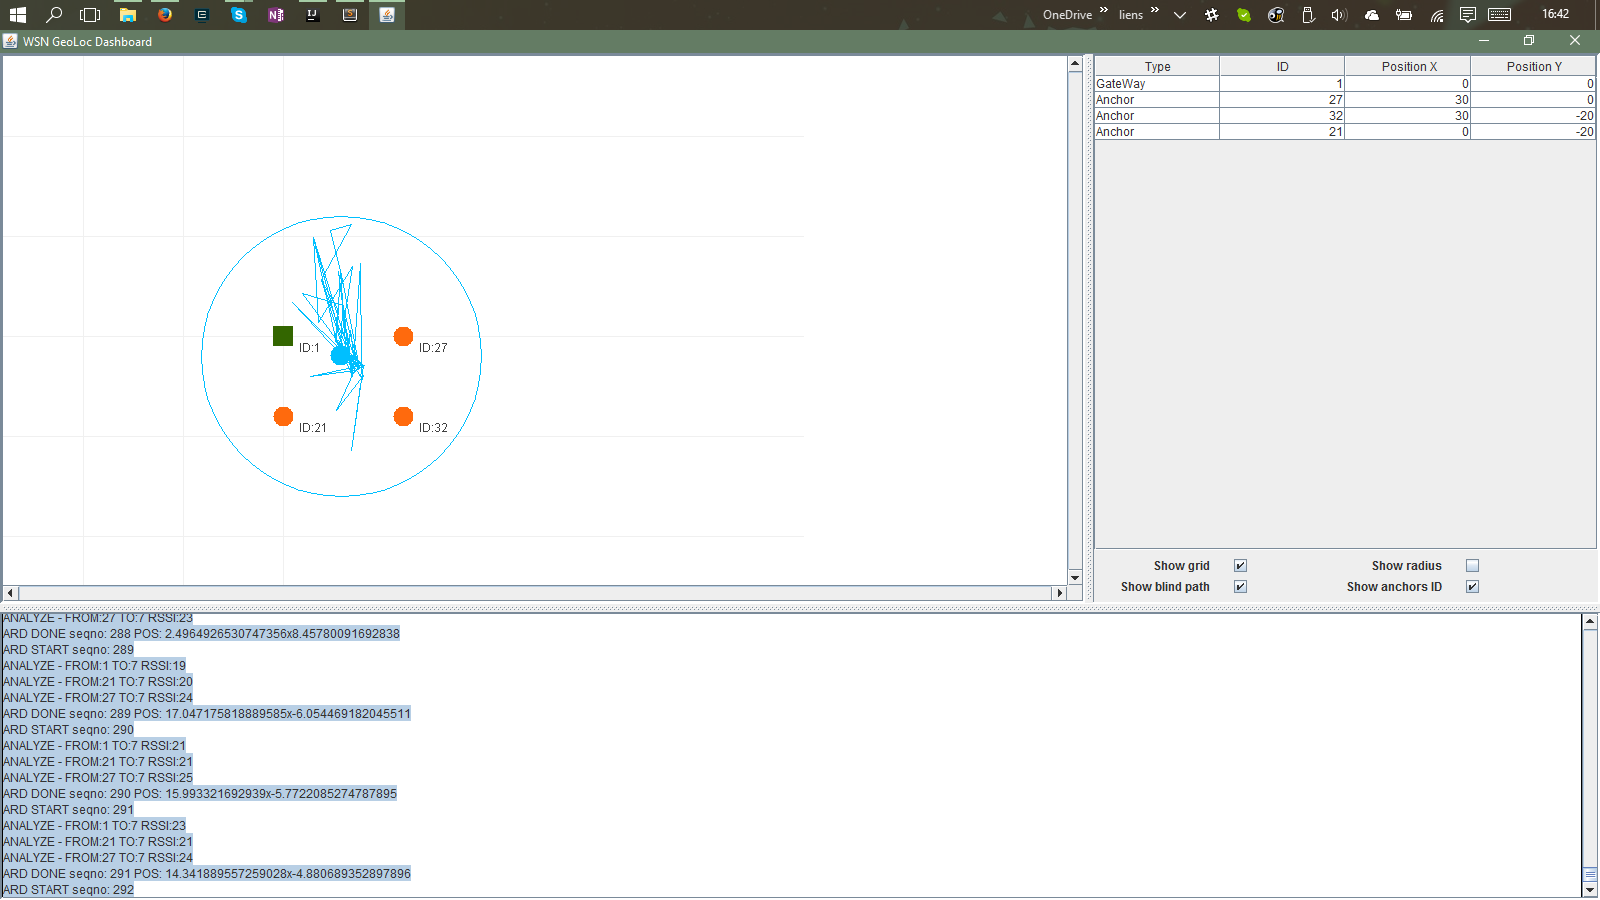 OneDrive » liens » 16:42
WSN GeoLoc Dashboard
Type ID Position X Position Y
GateWay 1 0 0
Anchor 27 30 0
Anchor 32 30 -20
Anchor 21 0 -20
ID:1
ID:27
ID:21
ID:32
Show grid Show radius
Show blind path Show anchors ID
ANALYZE - FROM:27 TO:7 RSSI:23
ARD DONE seqno: 288 POS: 2.4964926530747356x8.45780091692838
ARD START seqno: 289
ANALYZE - FROM:1 TO:7 RSSI:19
ANALYZE - FROM:21 TO:7 RSSI:20
ANALYZE - FROM:27 TO:7 RSSI:24
ARD DONE seqno: 289 POS: 17.047175818889585x-6.054469182045511
ARD START seqno: 290
ANALYZE - FROM:1 TO:7 RSSI:21
ANALYZE - FROM:21 TO:7 RSSI:21
ANALYZE - FROM:27 TO:7 RSSI:25
ARD DONE seqno: 290 POS: 15.993321692939x-5.7722085274787895
ARD START seqno: 291
ANALYZE - FROM:1 TO:7 RSSI:23
ANALYZE - FROM:21 TO:7 RSSI:21
ANALYZE - FROM:27 TO:7 RSSI:24
ARD DONE seqno: 291 POS: 14.341889557259028x-4.880689352897896
ARD START seqno: 292